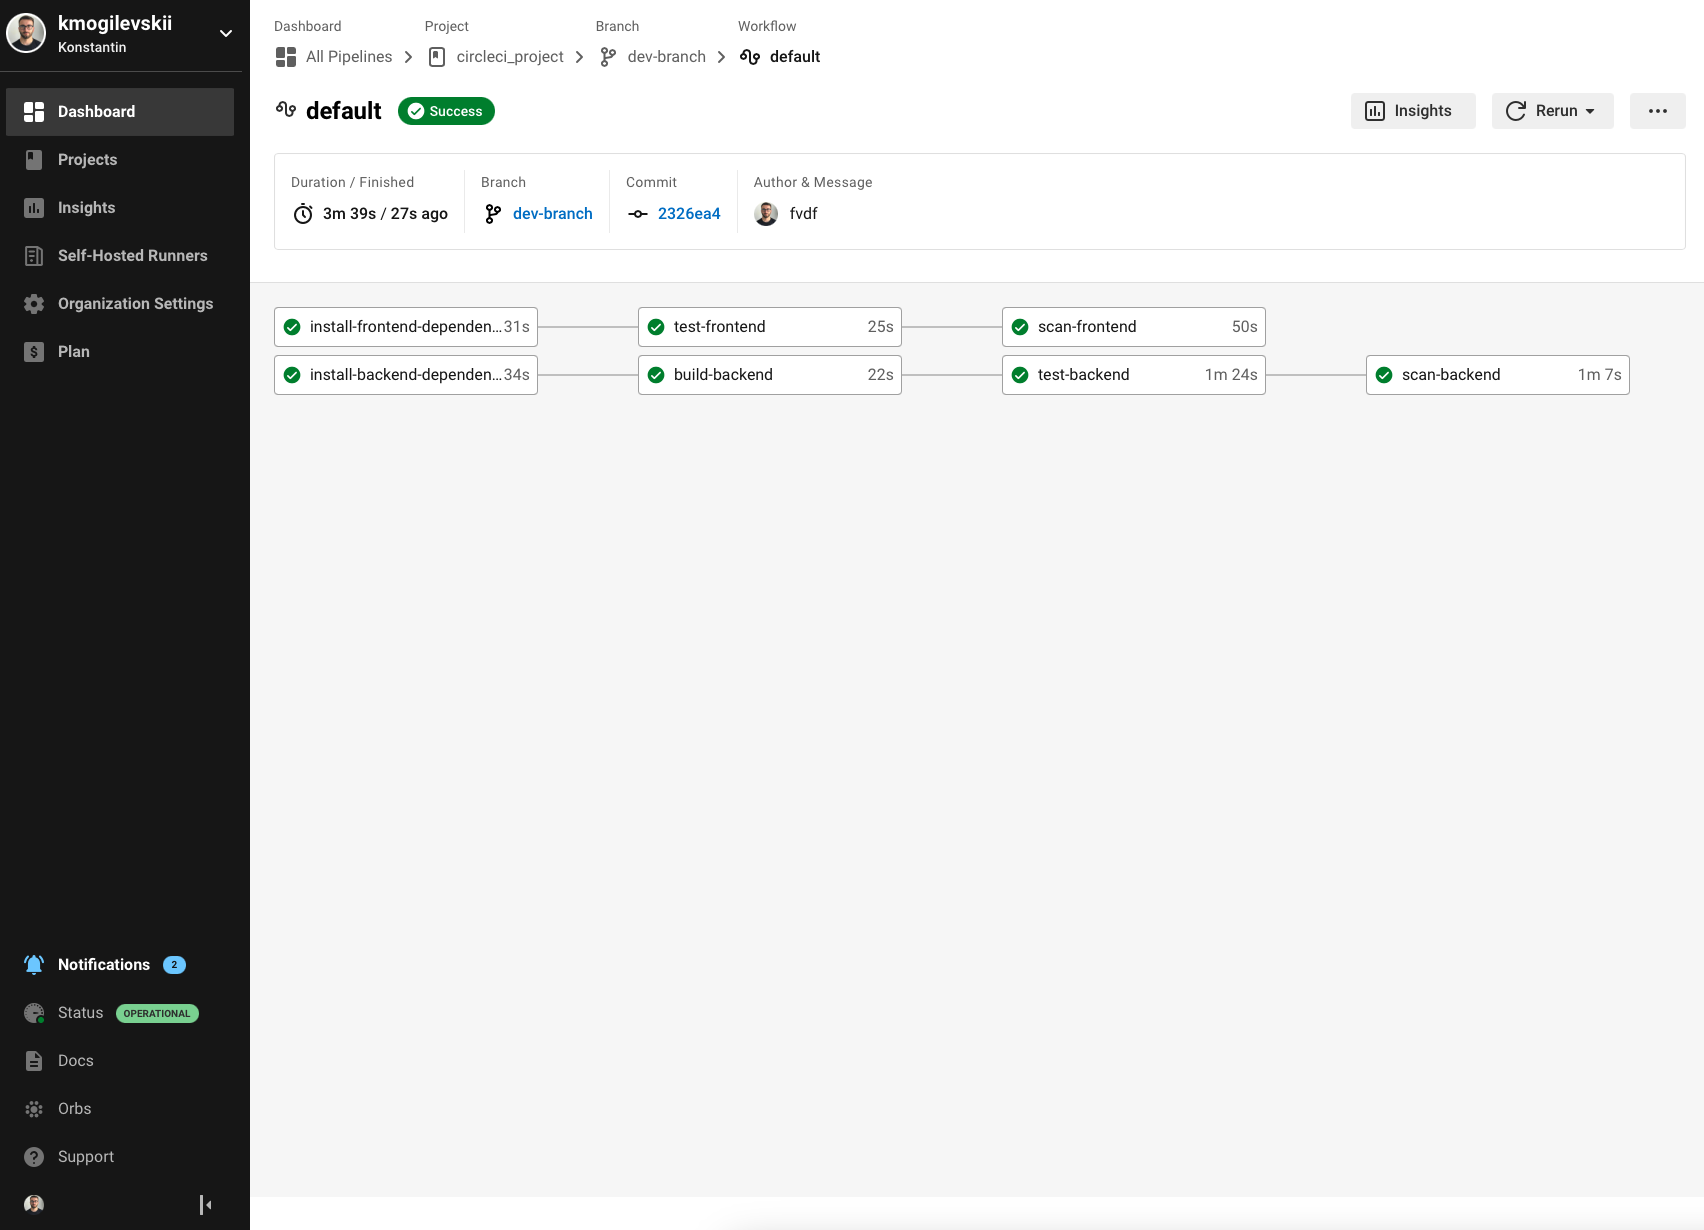 kmogilevskii
Konstantin
Dashboard
Projects
Insights
Self-Hosted Runners
Organization Settings
Plan
Notifications 2
Status OPERATIONAL
Docs
Orbs
Support
Dashboard Project Branch Workflow
All Pipelines circleci_project dev-branch default
default Success Insights Rerun
Duration / Finished Branch Commit Author & Message
3m 39s / 27s ago dev-branch 2326ea4 fvdf
install-frontend-dependen... 31s test-frontend 25s scan-frontend 50s
install-backend-dependen... 34s build-backend 22s test-backend 1m 24s scan-backend 1m 7s